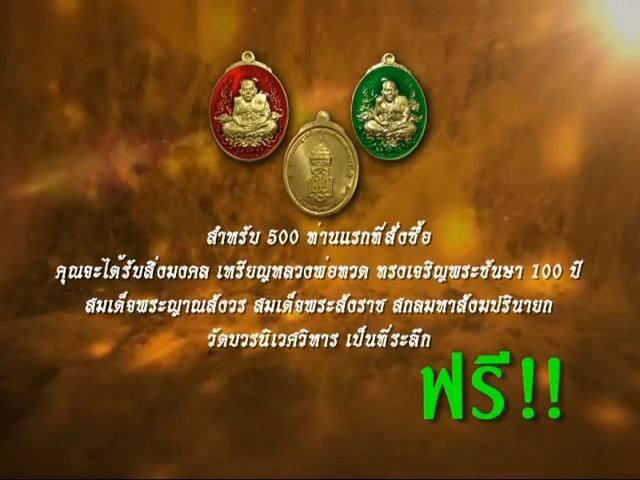 สำหรับ 500 ท่านแรกที่สั่งซื้อ
คุณจะได้รับสิ่งมงคล เหรียญหลวงพ่อทวด ทรงเจริญพระชันษา 100 ปี
สมเด็จพระญาณสังวร สมเด็จพระสังราช สกลมหาสังฆปรินายก
วัดบวรนิเวศวิหาร เป็นที่ระลึก
ฟรี!!